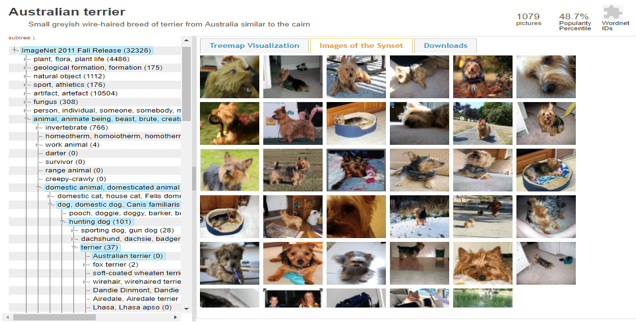 Australian terrier
Small greyish wire-haired breed of terrier from Australia similar to the cairn
1079
pictures
48.7%
Popularity
Percentile
Wordnet
IDs
subtree ).
ImageNet 2011 Fall Release (32326)
plant, flora, plant life (4486)
geological formation, formation (175)
natural object (1112)
sport, athletics (176)
artifact, artefact (10504)
fungus (308)
person, individual, someone, somebody, m
animal, animate being, beast, brute, creatu
invertebrate (766)
homeotherm, homoiotherm, homotherm
work animal (4)
darter (0)
survivor (0)
range animal (0)
creepy-crawly (0)
domestic animal, domesticated animal
domestic cat, house cat, Felis dome
dog, domestic dog, Canis familiaris
pooch, doggie, doggy, barker, b
hunting dog (101)
sporting dog, gun dog (28)
dachshund, dachsie, badger
terrier (37)
Australian terrier (0)
fox terrier (2)
soft-coated wheaten terri
wirehair, wirehaired terrie
Dandie Dinmont, Dandie
Airedale, Airedale terrier
Lhasa, Lhasa apso (0)
Treemap Visualization
Images of the Synset
Downloads